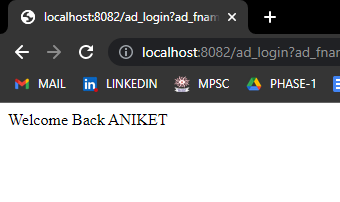 localhost:8082/ad_login?ad_fnam
localhost:8082/ad_login?ad_fnam
MAIL LINKEDIN MPSC PHASE-1
Welcome Back ANIKET